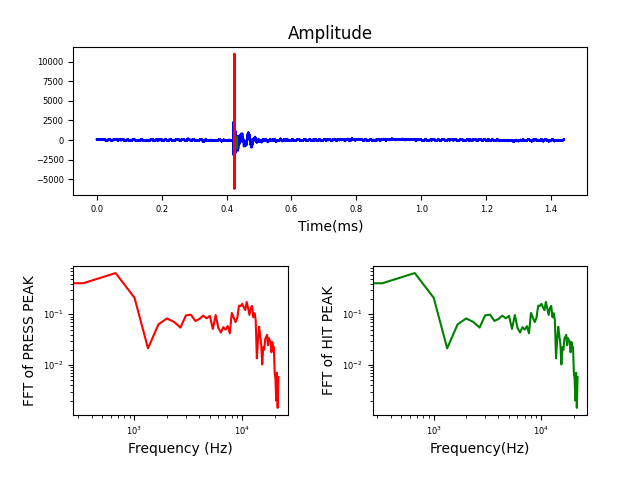 Amplitude
10000
7500
5000
2500
0
−2500
−5000
0.0 0.2 0.4 0.6 0.8 1.0 1.2 1.4
Time(ms)
FFT of PRESS PEAK
10⁻¹
10⁻²
10³ 10⁴
Frequency (Hz)
FFT of HIT PEAK
10⁻¹
10⁻²
10³ 10⁴
Frequency(Hz)